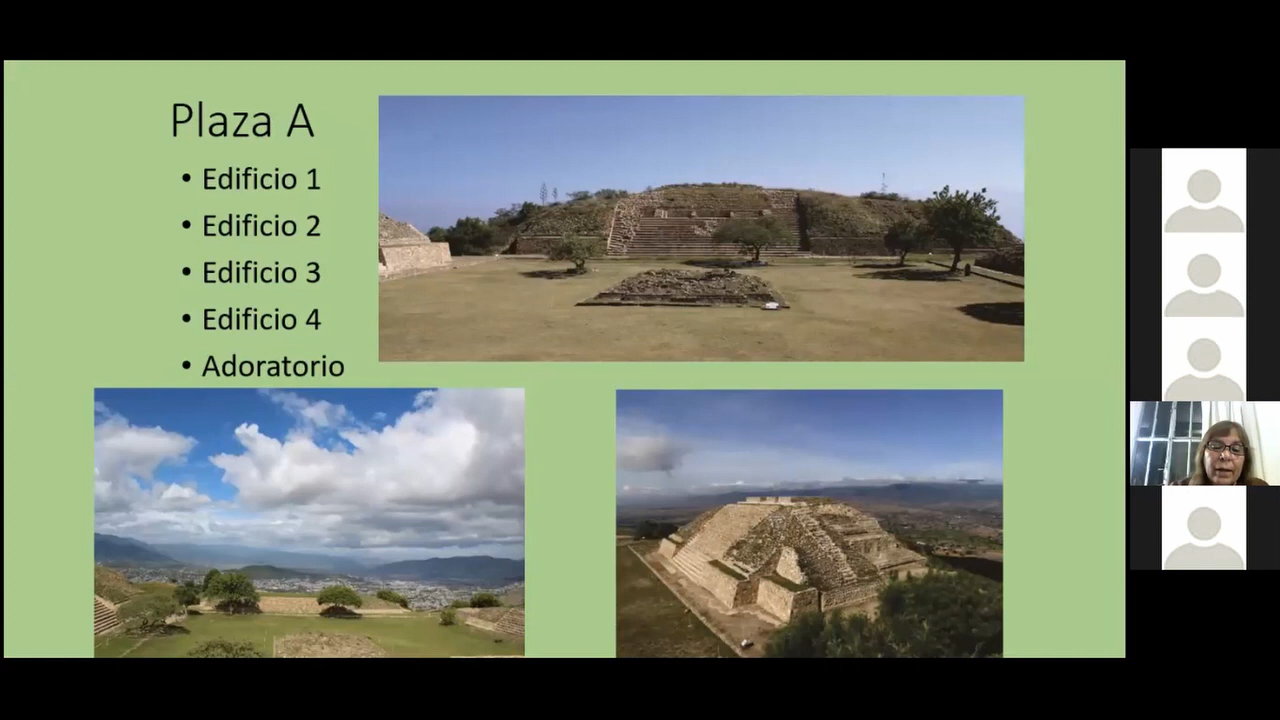 Plaza A
• Edificio 1
• Edificio 2
• Edificio 3
• Edificio 4
• Adoratorio